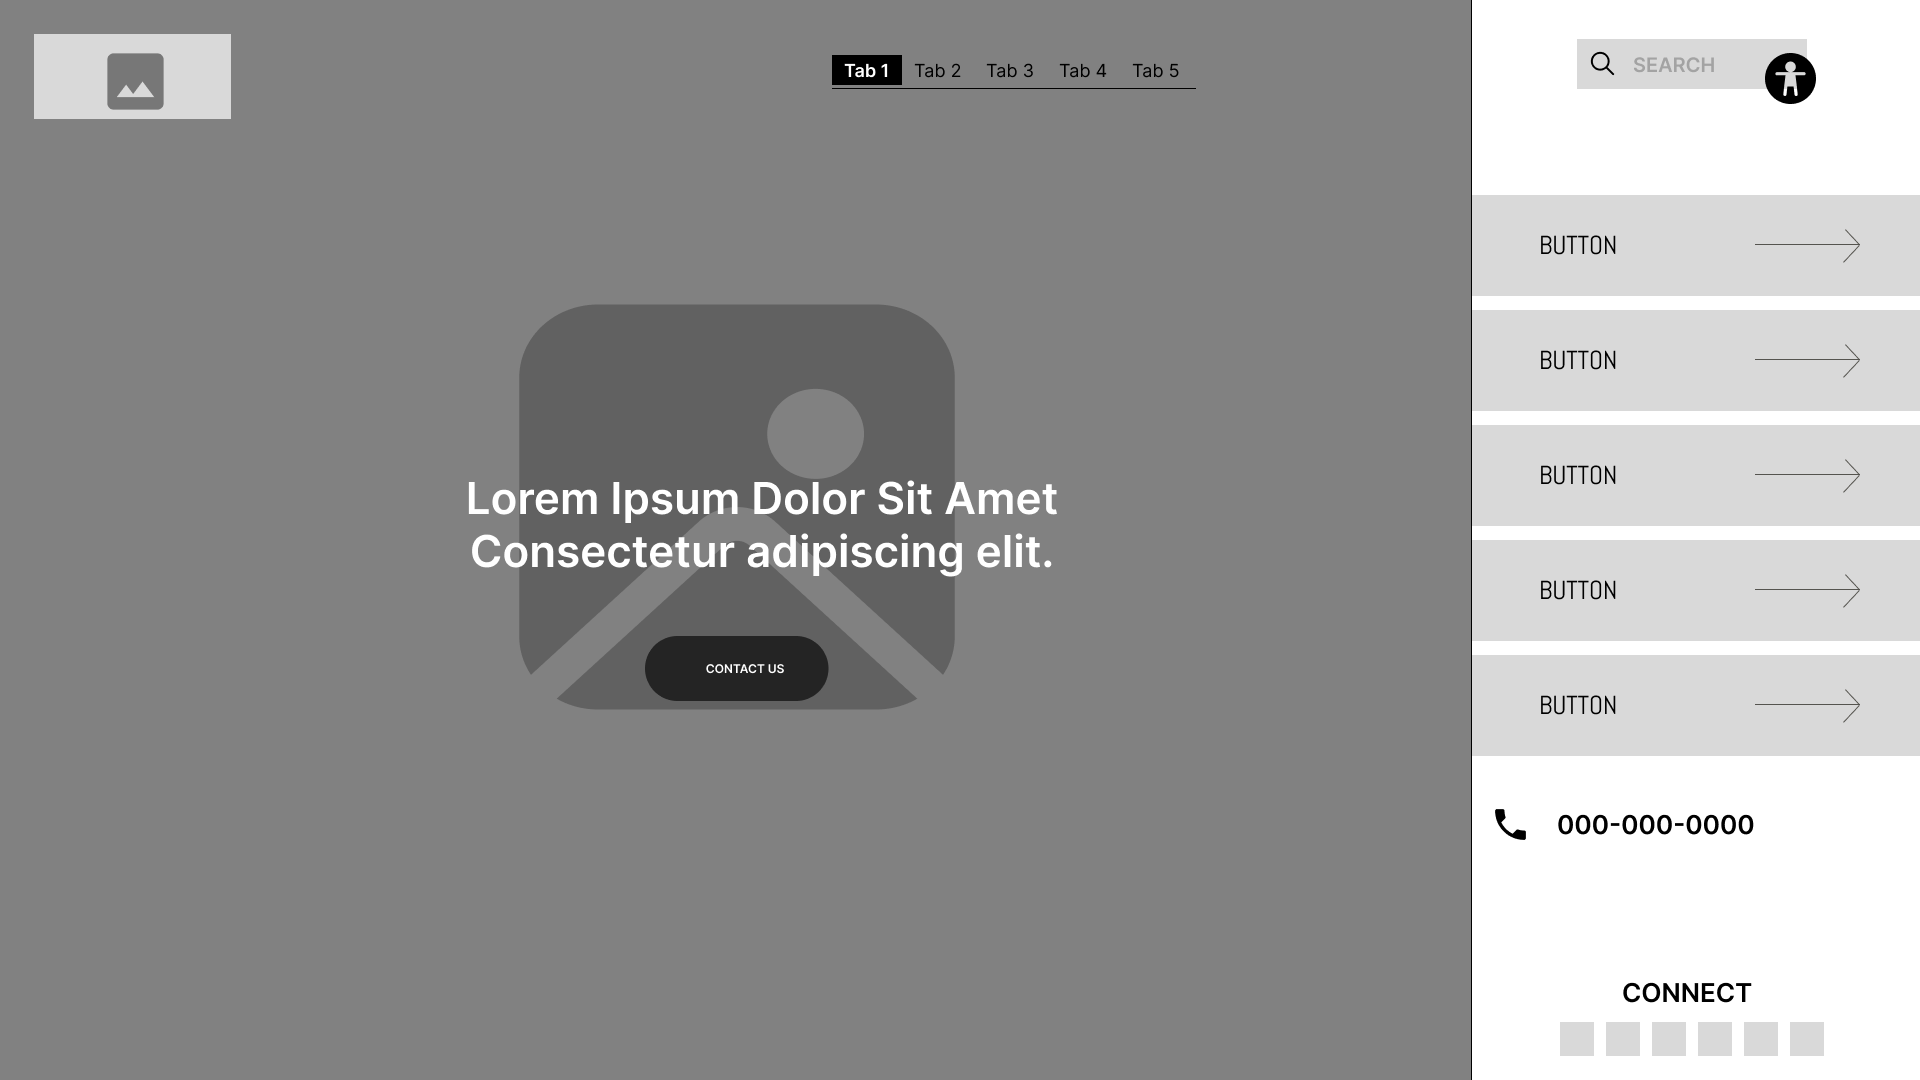 Tab 1 Tab 2 Tab 3 Tab 4 Tab 5
Lorem Ipsum Dolor Sit Amet
Consectetur adipiscing elit.
CONTACT US
SEARCH
BUTTON
BUTTON
BUTTON
BUTTON
BUTTON
000-000-0000
CONNECT